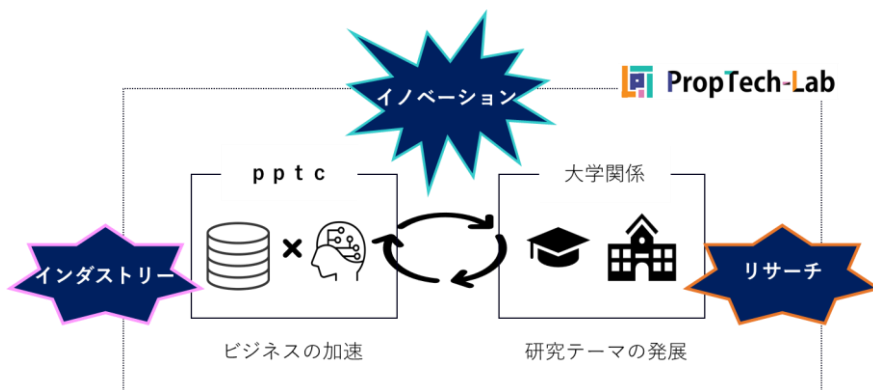 イノベーション
PropTech-Lab
pptc
大学関係
インダストリー
リサーチ
ビジネスの加速
研究テーマの発展